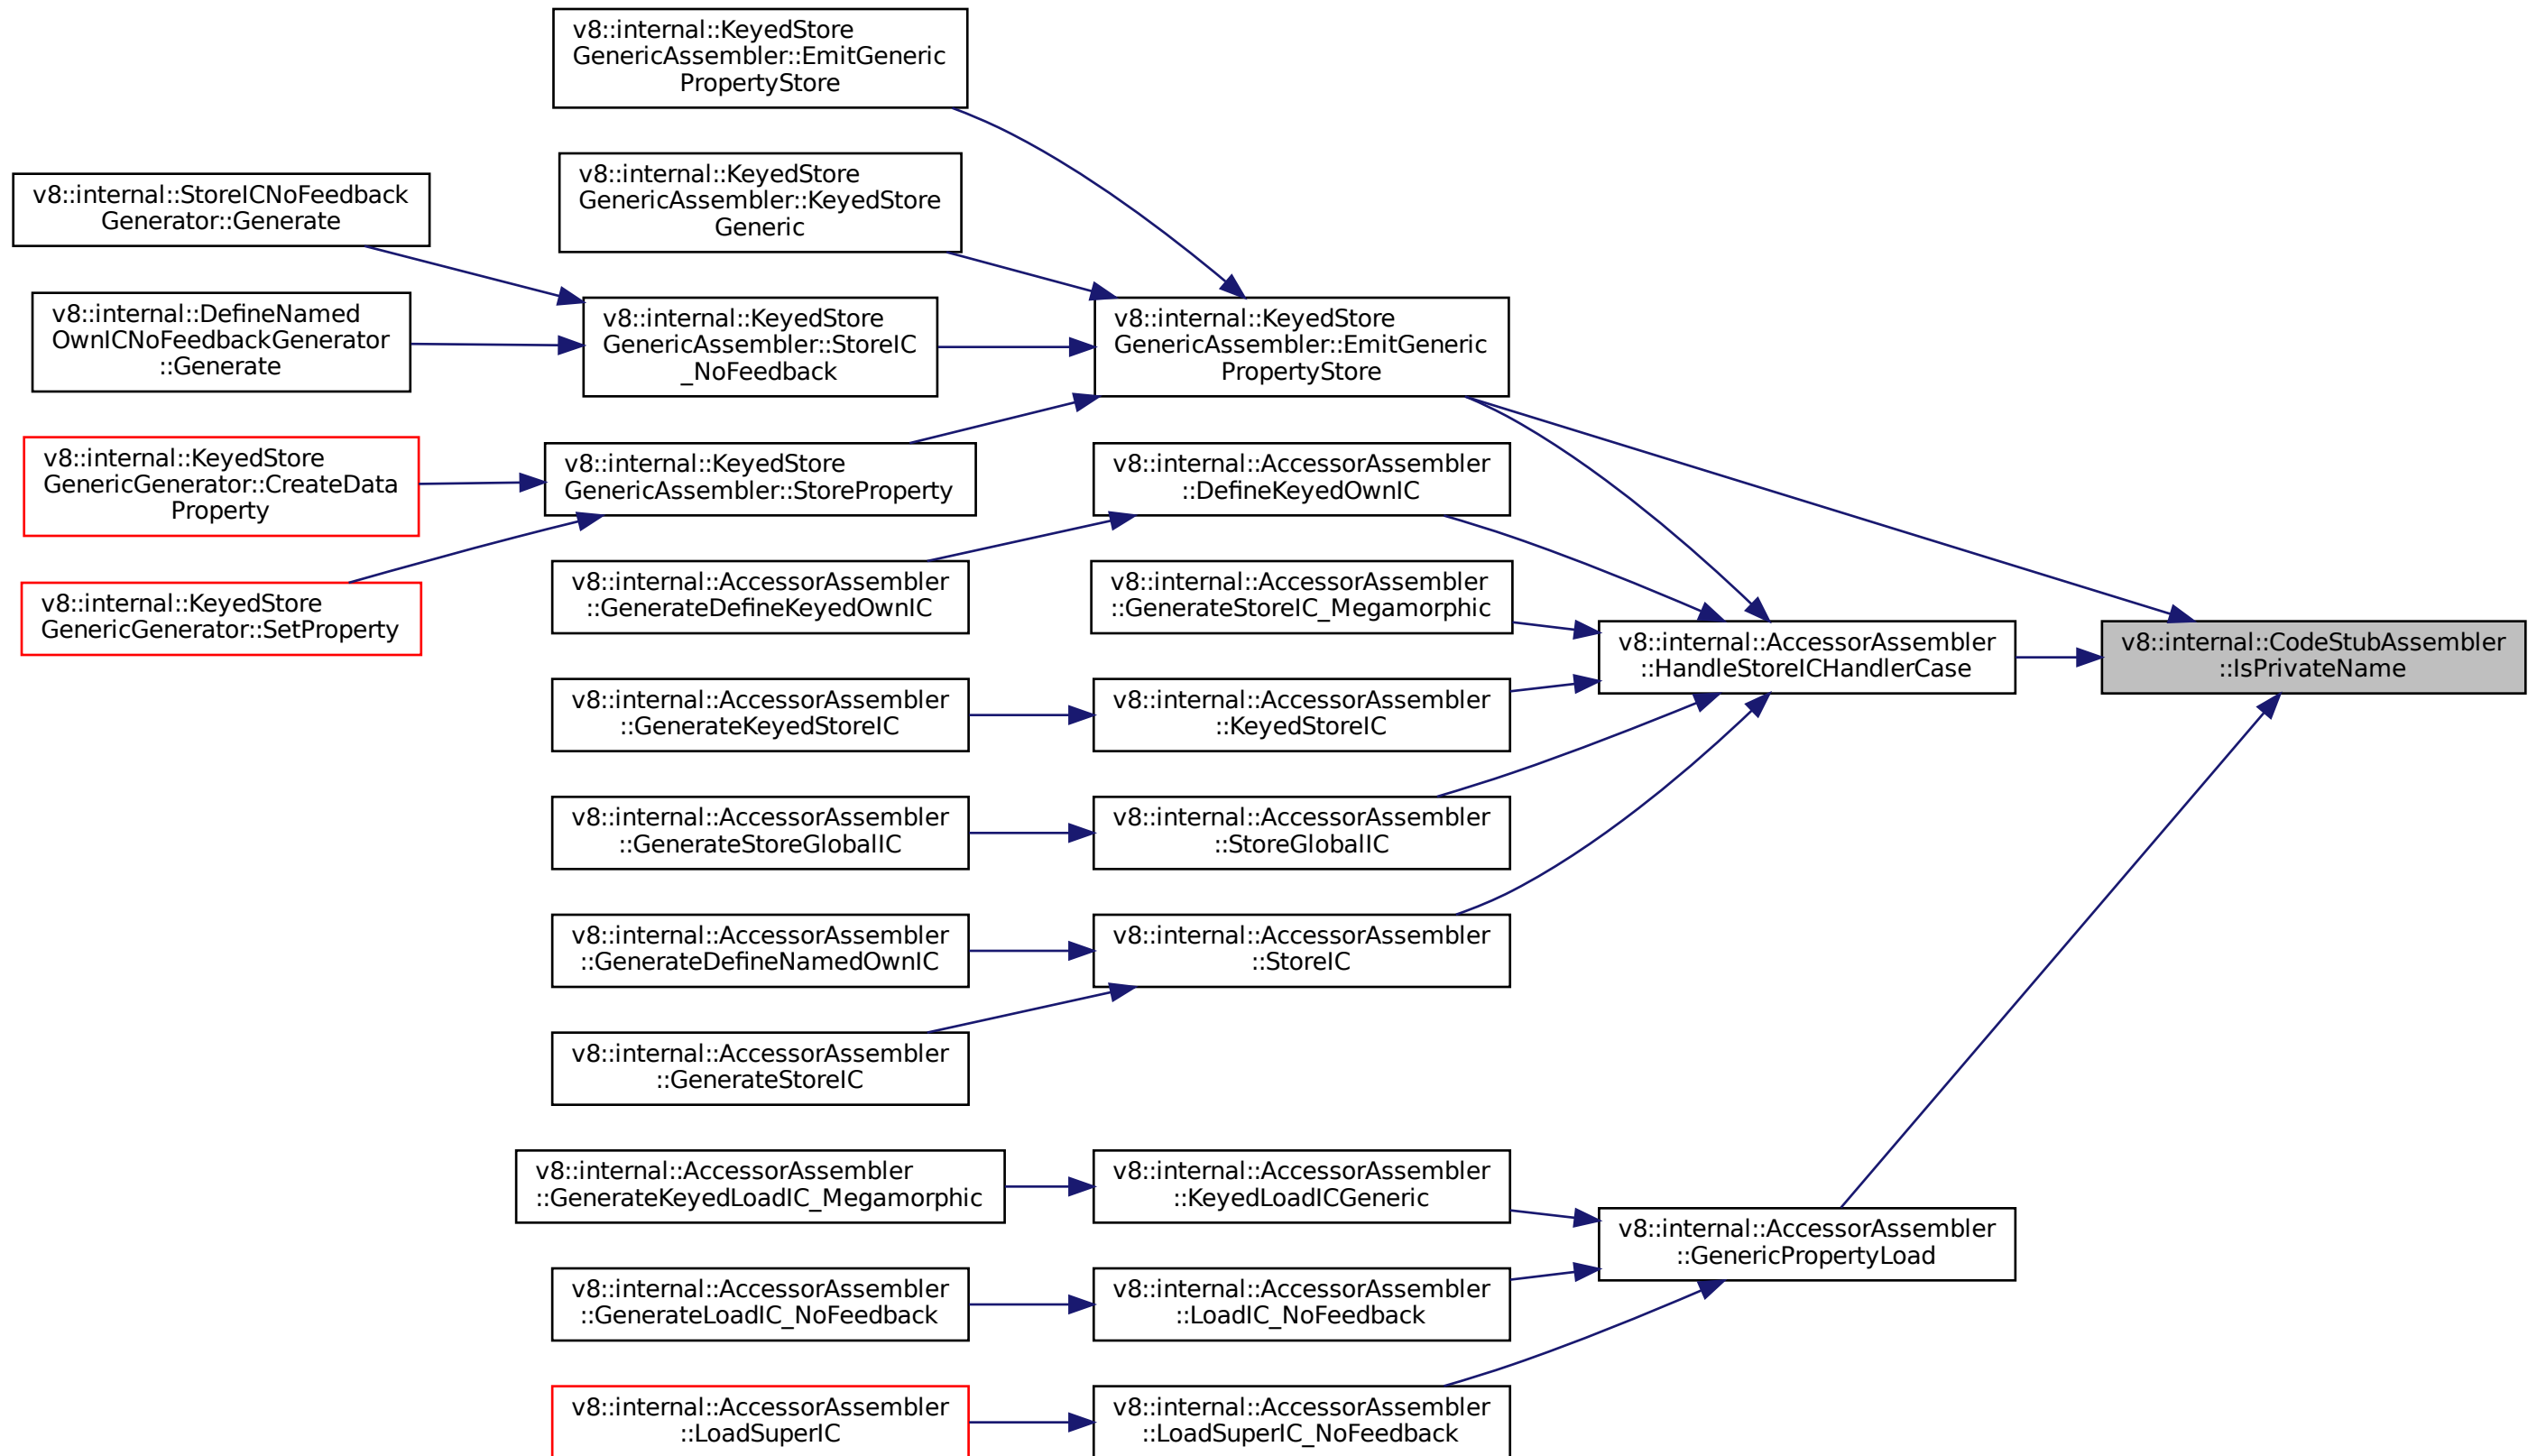 v8::internal::KeyedStore
GenericAssembler::EmitGeneric
PropertyStore
v8::internal::KeyedStore
GenericAssembler::KeyedStore
Generic
v8::internal::StoreICNoFeedback
Generator::Generate
v8::internal::DefineNamed
OwnICNoFeedbackGenerator
::Generate
v8::internal::KeyedStore
GenericAssembler::StoreIC
_NoFeedback
v8::internal::KeyedStore
GenericAssembler::EmitGeneric
PropertyStore
v8::internal::KeyedStore
GenericGenerator::CreateData
Property
v8::internal::KeyedStore
GenericAssembler::StoreProperty
v8::internal::AccessorAssembler
::DefineKeyedOwnIC
v8::internal::KeyedStore
GenericGenerator::SetProperty
v8::internal::AccessorAssembler
::GenerateDefineKeyedOwnIC
v8::internal::AccessorAssembler
::GenerateStoreIC_Megamorphic
v8::internal::AccessorAssembler
::HandleStoreICHandlerCase
v8::internal::CodeStubAssembler
::IsPrivateName
v8::internal::AccessorAssembler
::GenerateKeyedStoreIC
v8::internal::AccessorAssembler
::KeyedStoreIC
v8::internal::AccessorAssembler
::GenerateStoreGlobalIC
v8::internal::AccessorAssembler
::StoreGlobalIC
v8::internal::AccessorAssembler
::GenerateDefineNamedOwnIC
v8::internal::AccessorAssembler
::StoreIC
v8::internal::AccessorAssembler
::GenerateStoreIC
v8::internal::AccessorAssembler
::GenerateKeyedLoadIC_Megamorphic
v8::internal::AccessorAssembler
::KeyedLoadICGeneric
v8::internal::AccessorAssembler
::GenericPropertyLoad
v8::internal::AccessorAssembler
::GenerateLoadIC_NoFeedback
v8::internal::AccessorAssembler
::LoadIC_NoFeedback
v8::internal::AccessorAssembler
::LoadSuperIC
v8::internal::AccessorAssembler
::LoadSuperIC_NoFeedback